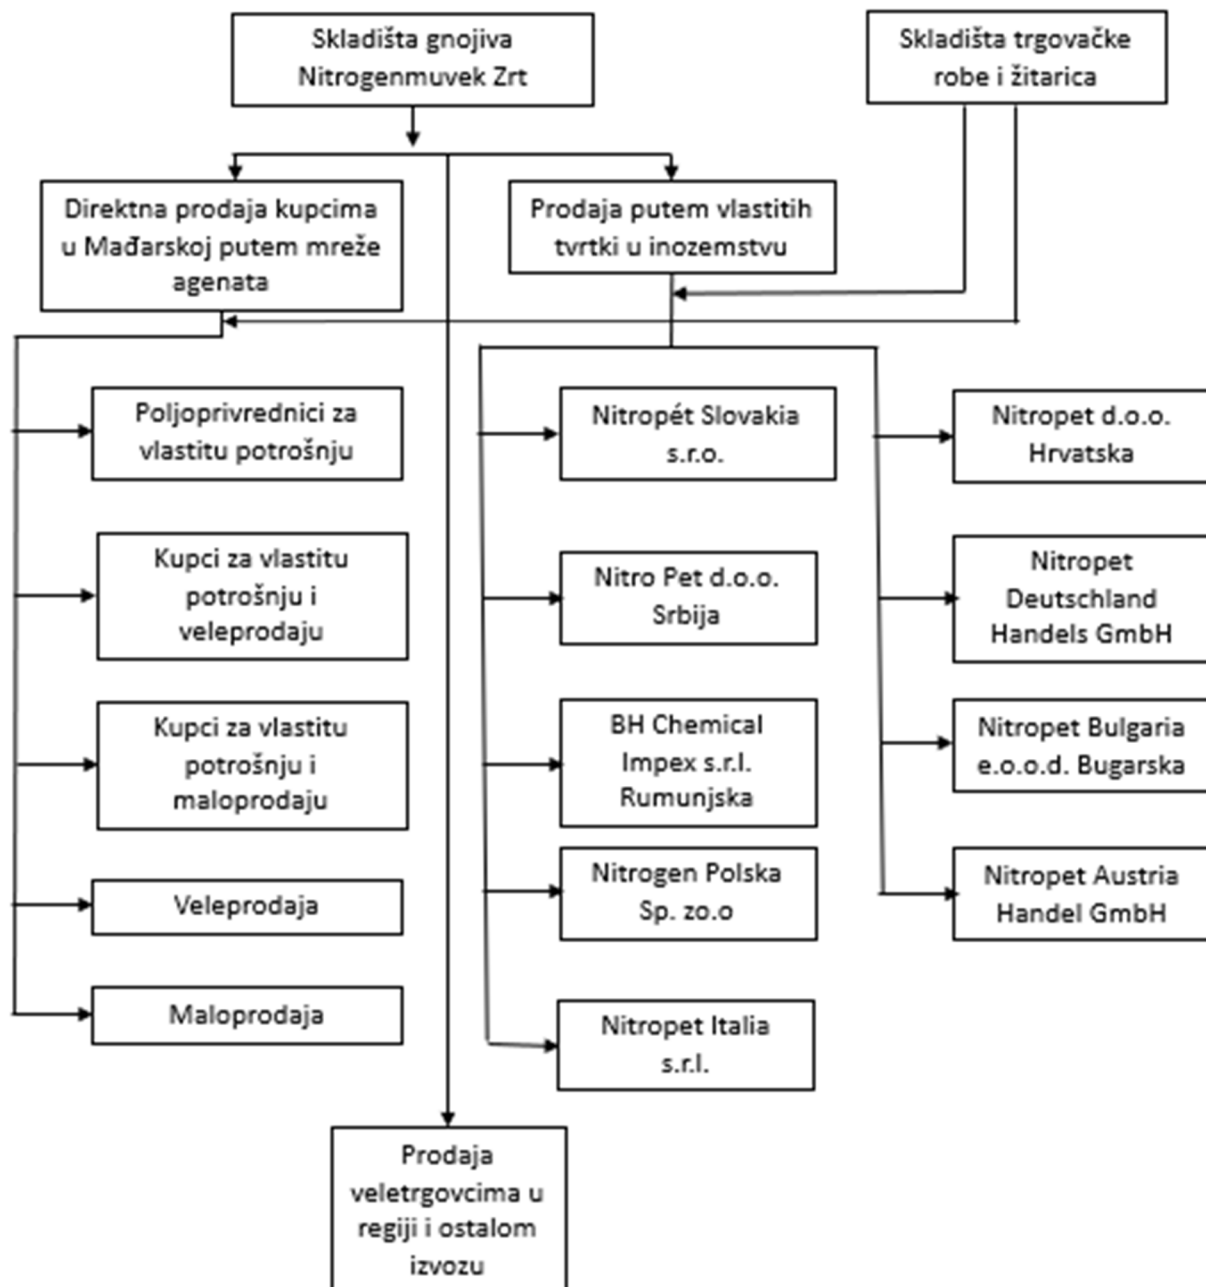 Skladišta gnojiva
Nitrogenmuvek Zrt
Skladišta trgovačke
robe i žitarica
Direktna prodaja kupcima
u Mađarskoj putem mreže
agenata
Prodaja putem vlastitih
tvrtki u inozemstvu
Poljoprivrednici za
vlastitu potrošnju
Kupci za vlastitu
potrošnju i
veleprodaju
Kupci za vlastitu
potrošnju i
maloprodaju
Veleprodaja
Maloprodaja
Nitropét Slovakia
s.r.o.
Nitro Pet d.o.o.
Srbija
BH Chemical
Impex s.r.l.
Rumunjska
Nitrogen Polska
Sp. zo.o
Nitropet Italia
s.r.l.
Nitropet d.o.o.
Hrvatska
Nitropet
Deutschland
Handels GmbH
Nitropet Bulgaria
e.o.o.d. Bugarska
Nitropet Austria
Handel GmbH
Prodaja
veletrgovcima u
regiji i ostalom
izvozu